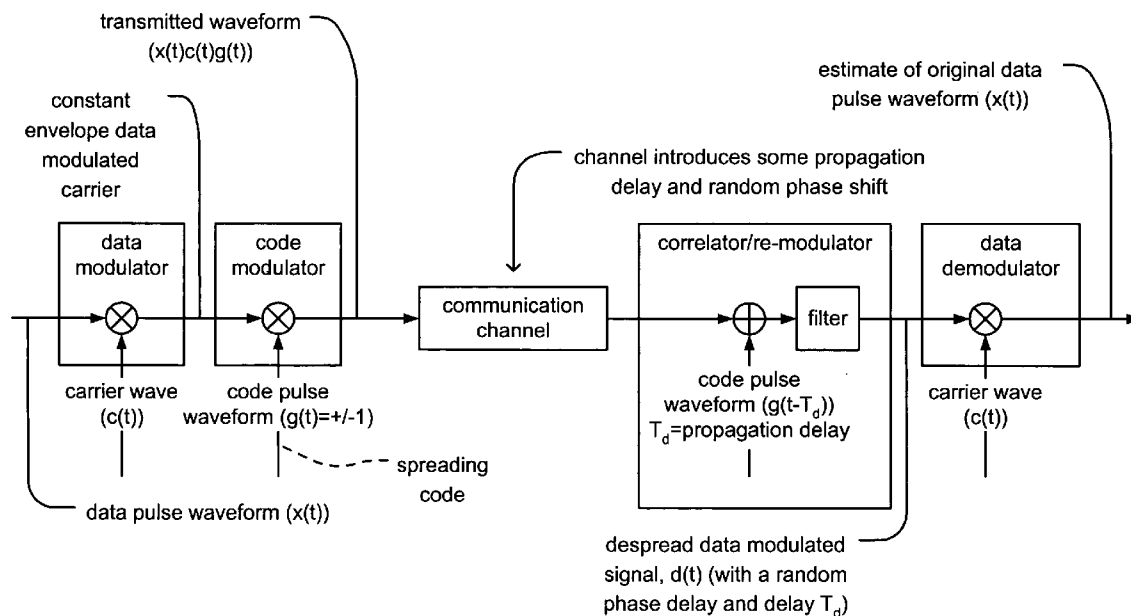 transmitted waveform
(x(t)c(t)g(t))
constant
envelope data
modulated
carrier
estimate of original data
pulse waveform (x(t))
channel introduces some propagation
delay and random phase shift
data
modulator
code
modulator
communication
channel
correlator/re-modulator
filter
data
demodulator
carrier wave
(c(t))
code pulse
waveform (g(t)=+/-1)
code pulse
waveform (g(t-T_d))
T_d=propagation delay
carrier wave
(c(t))
spreading
code
data pulse waveform (x(t))
despread data modulated
signal, d(t) (with a random
phase delay and delay T_d)